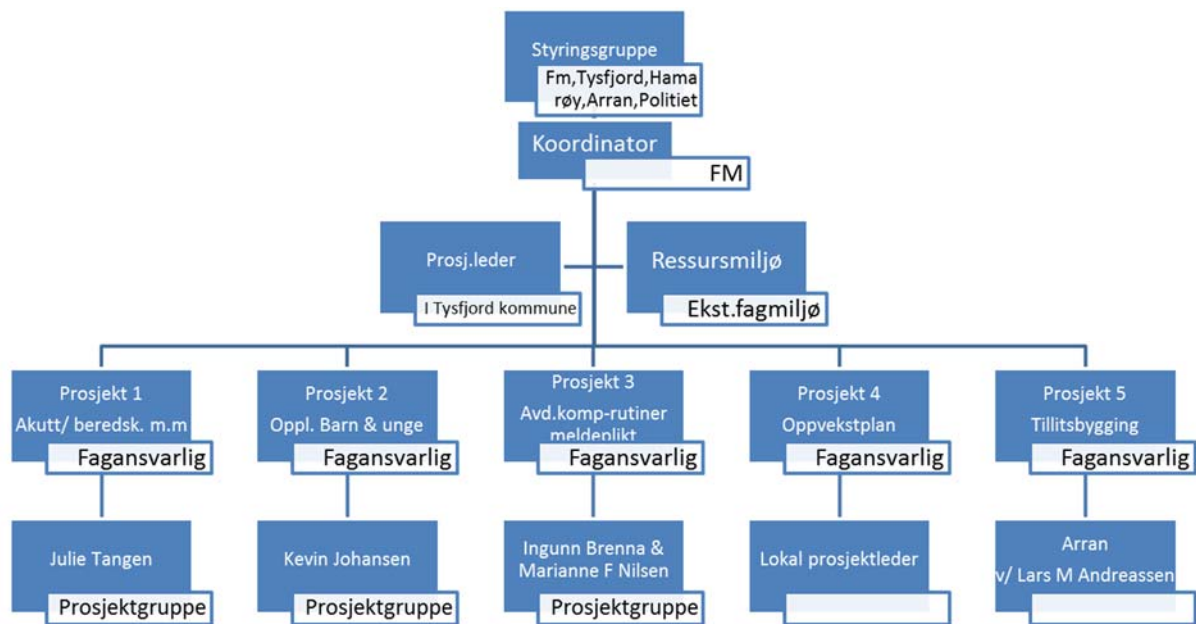 Styringsgruppe
Fm,Tysfjord,Hama
røy,Arran,Politiet
Koordinator
FM
Prosj.leder
I Tysfjord kommune
Ressursmiljø
Ekst.fagmiljø
Prosjekt 1
Akutt/ beredsk. m.m
Fagansvarlig
Prosjekt 2
Oppl. Barn & unge
Fagansvarlig
Prosjekt 3
Avd.komp-rutiner
meldeplikt
Fagansvarlig
Prosjekt 4
Oppvekstplan
Fagansvarlig
Prosjekt 5
Tillitsbygging
Fagansvarlig
Julie Tangen
Prosjektgruppe
Kevin Johansen
Prosjektgruppe
Ingunn Brenna &
Marianne F Nilsen
Prosjektgruppe
Lokal prosjektleder
Arran
v/ Lars M Andreassen